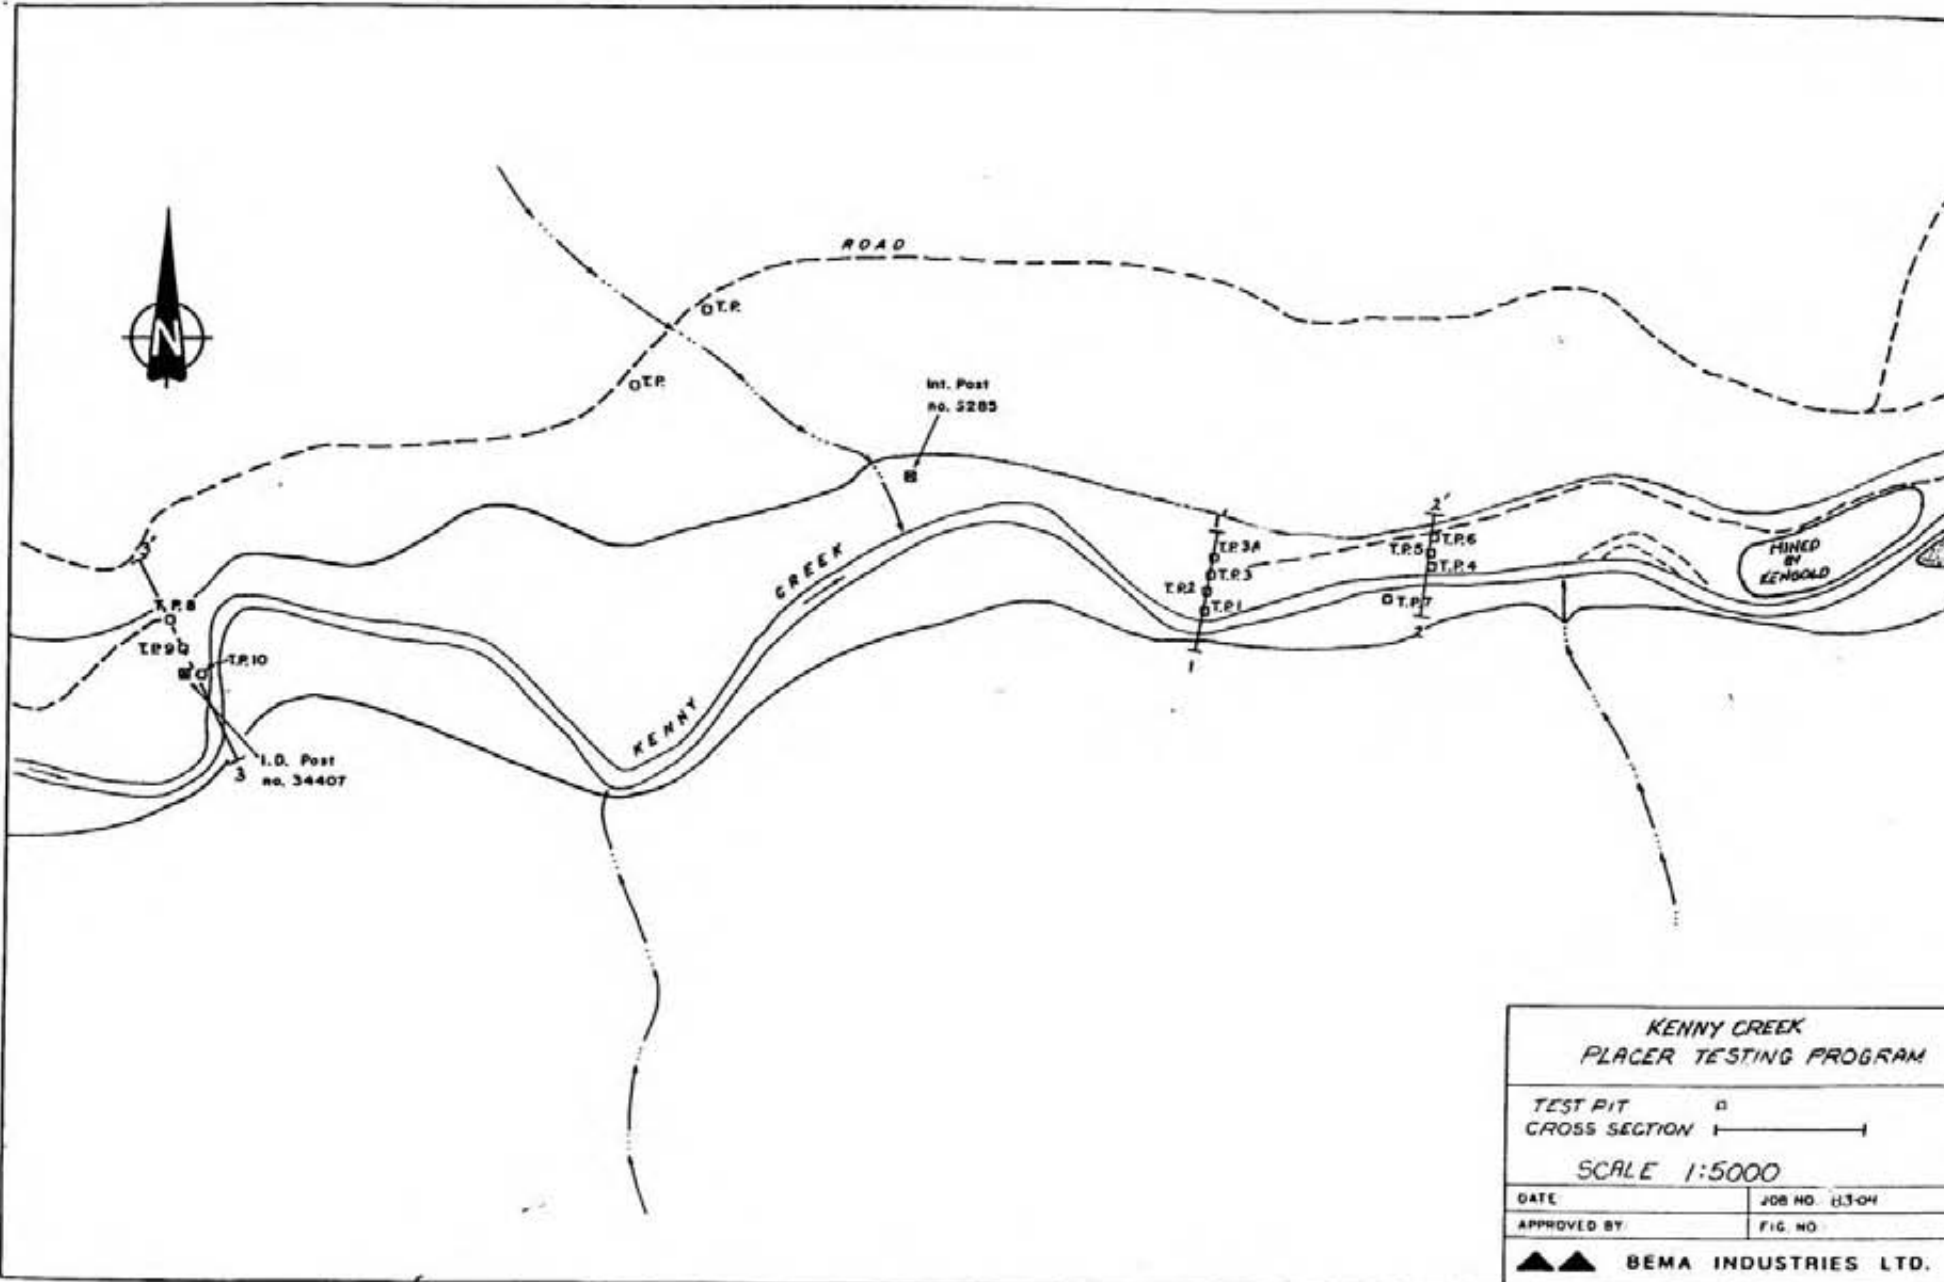 ROAD
T.P.
T.P.
N
Int. Post
no. 5285
1'
2'
T.P.3A
T.P.6
T.P.5
T.P.3
T.P.4
T.P.2
T.P.1
T.P.7
2
1
MINED
BY
KENGOLD
CREEK
KENNY
3'
T.P.8
T.P.9
T.P.10
3
I.D. Post
no. 34407
KENNY CREEK
PLACER TESTING PROGRAM
TEST PIT
CROSS SECTION
SCALE 1:5000
DATE
JOB NO. 83-04
APPROVED BY:
FIG. NO.
BEMA INDUSTRIES LTD.